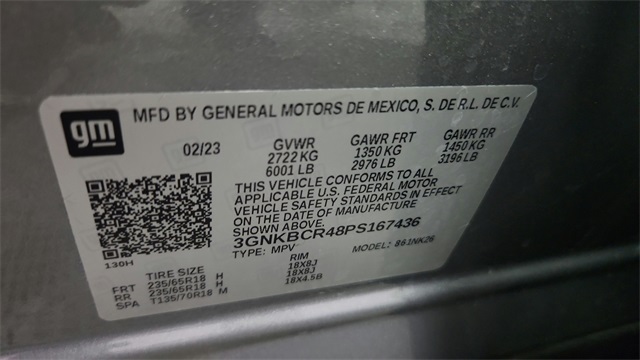 gm
MFD BY GENERAL MOTORS DE MEXICO, S. DE R.L. DE C.V.
02/23 GVWR GAWR FRT GAWR RR
2722 KG 1350 KG 1450 KG
6001 LB 2976 LB 3196 LB
THIS VEHICLE CONFORMS TO ALL
APPLICABLE U.S. FEDERAL MOTOR
VEHICLE SAFETY STANDARDS IN EFFECT
ON THE DATE OF MANUFACTURE
SHOWN ABOVE.
3GNKBCR48PS167436
TYPE: MPV MODEL: 861NK26
130H
TIRE SIZE RIM
FRT 235/65R18 H 18X8J
RR 235/65R18 H 18X8J
SPA T135/70R18 M 18X4.5B